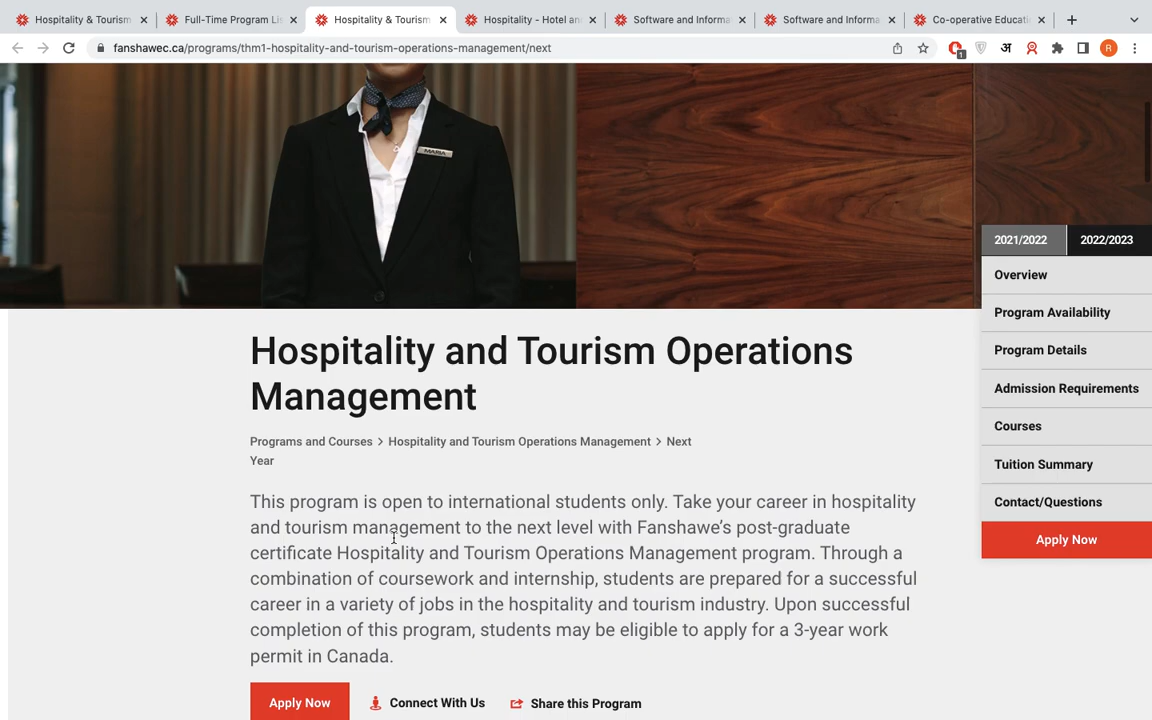 Hospitality & Tourism
Full-Time Program Lis
Hospitality & Tourism
Hospitality - Hotel an
Software and Informa
Software and Informa
Co-operative Educati
fanshawec.ca/programs/thm1-hospitality-and-tourism-operations-management/next
1
अ
R
MARIA
2021/2022
2022/2023
Overview
Program Availability
Program Details
Admission Requirements
Courses
Tuition Summary
Contact/Questions
Apply Now
Hospitality and Tourism Operations
Management
Programs and Courses > Hospitality and Tourism Operations Management > Next
Year
This program is open to international students only. Take your career in hospitality
and tourism management to the next level with Fanshawe's post-graduate
certificate Hospitality and Tourism Operations Management program. Through a
combination of coursework and internship, students are prepared for a successful
career in a variety of jobs in the hospitality and tourism industry. Upon successful
completion of this program, students may be eligible to apply for a 3-year work
permit in Canada.
Apply Now
Connect With Us
Share this Program